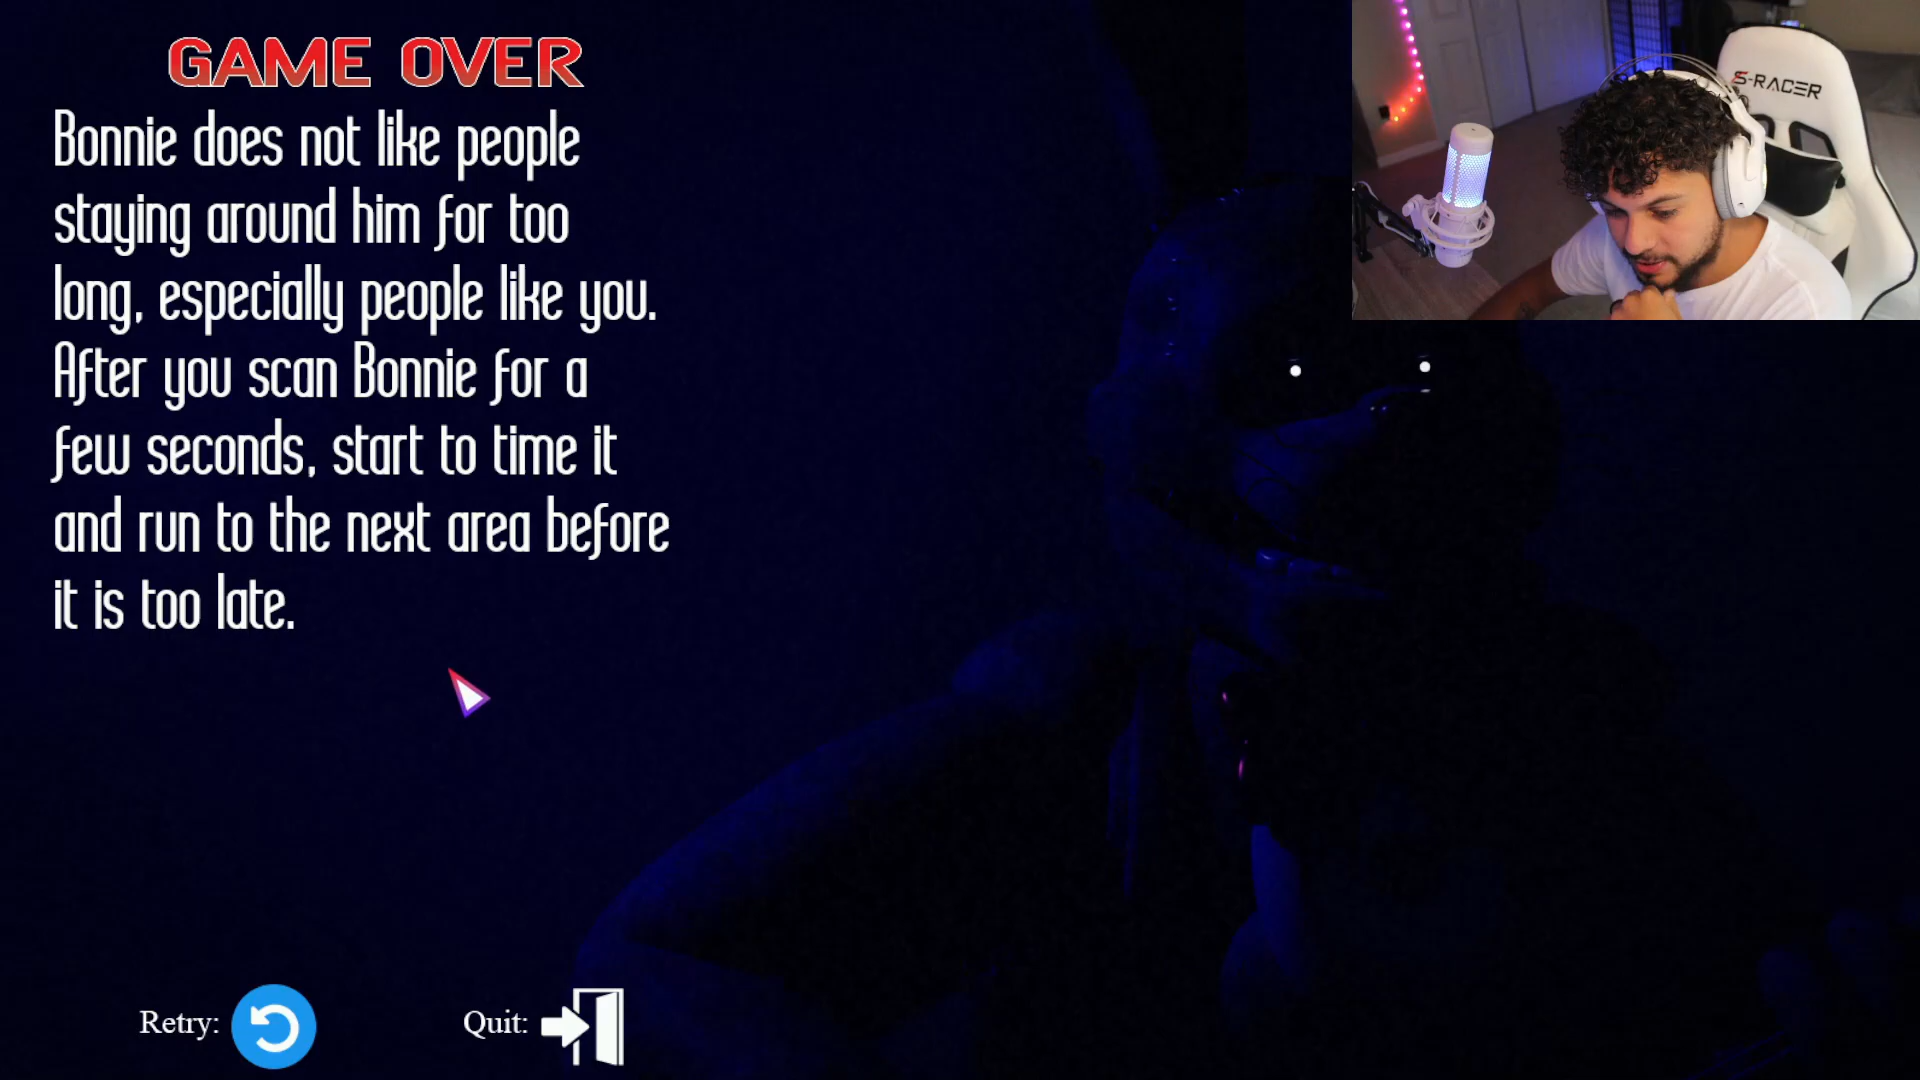 GAME OVER
Bonnie does not like people
staying around him for too
long, especially people like you.
After you scan Bonnie for a
few seconds, start to time it
and run to the next area before
it is too late.
Retry:
Quit:
S-RACER